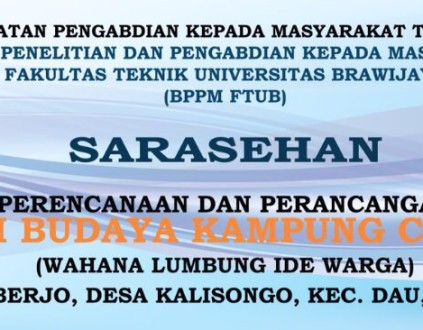 ATAN PENGABDIAN KEPADA MASYARAKAT T
PENELITIAN DAN PENGABDIAN KEPADA MAS
FAKULTAS TEKNIK UNIVERSITAS BRAWIJAY
(BPPM FTUB)
SARASEHAN
PERENCANAAN DAN PERANCANGA
I BUDAYA KAMPUNG C
(WAHANA LUMBUNG IDE WARGA)
BERJO, DESA KALISONGO, KEC. DAU,